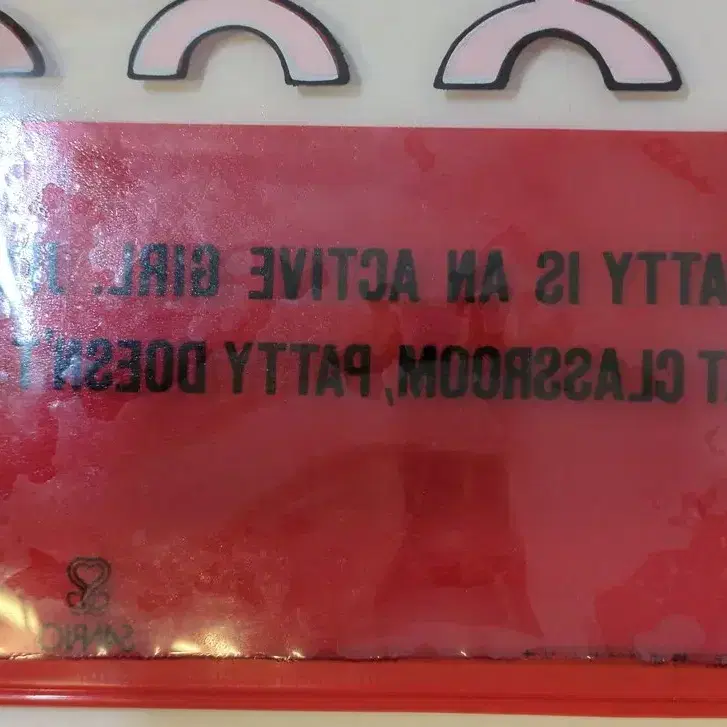 ATTY IS AN ACTIVE GIRL. J
T CLASSROOM, PATTY DOESN'T
SANRIO